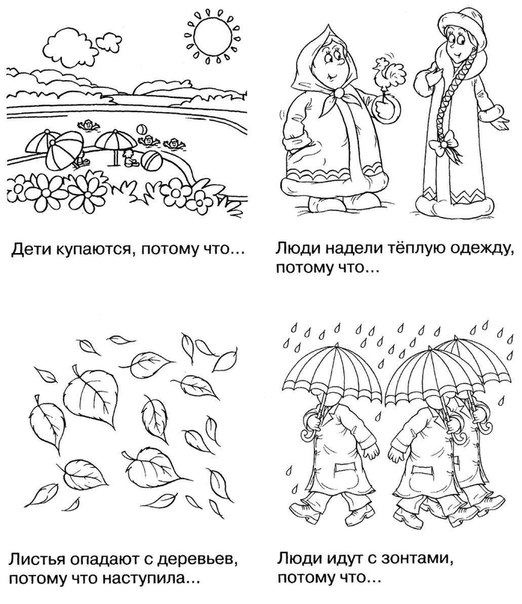 Дети купаются, потому что...
Люди надели тёплую одежду,
потому что...
Листья опадают с деревьев,
потому что наступила...
Люди идут с зонтами,
потому что...